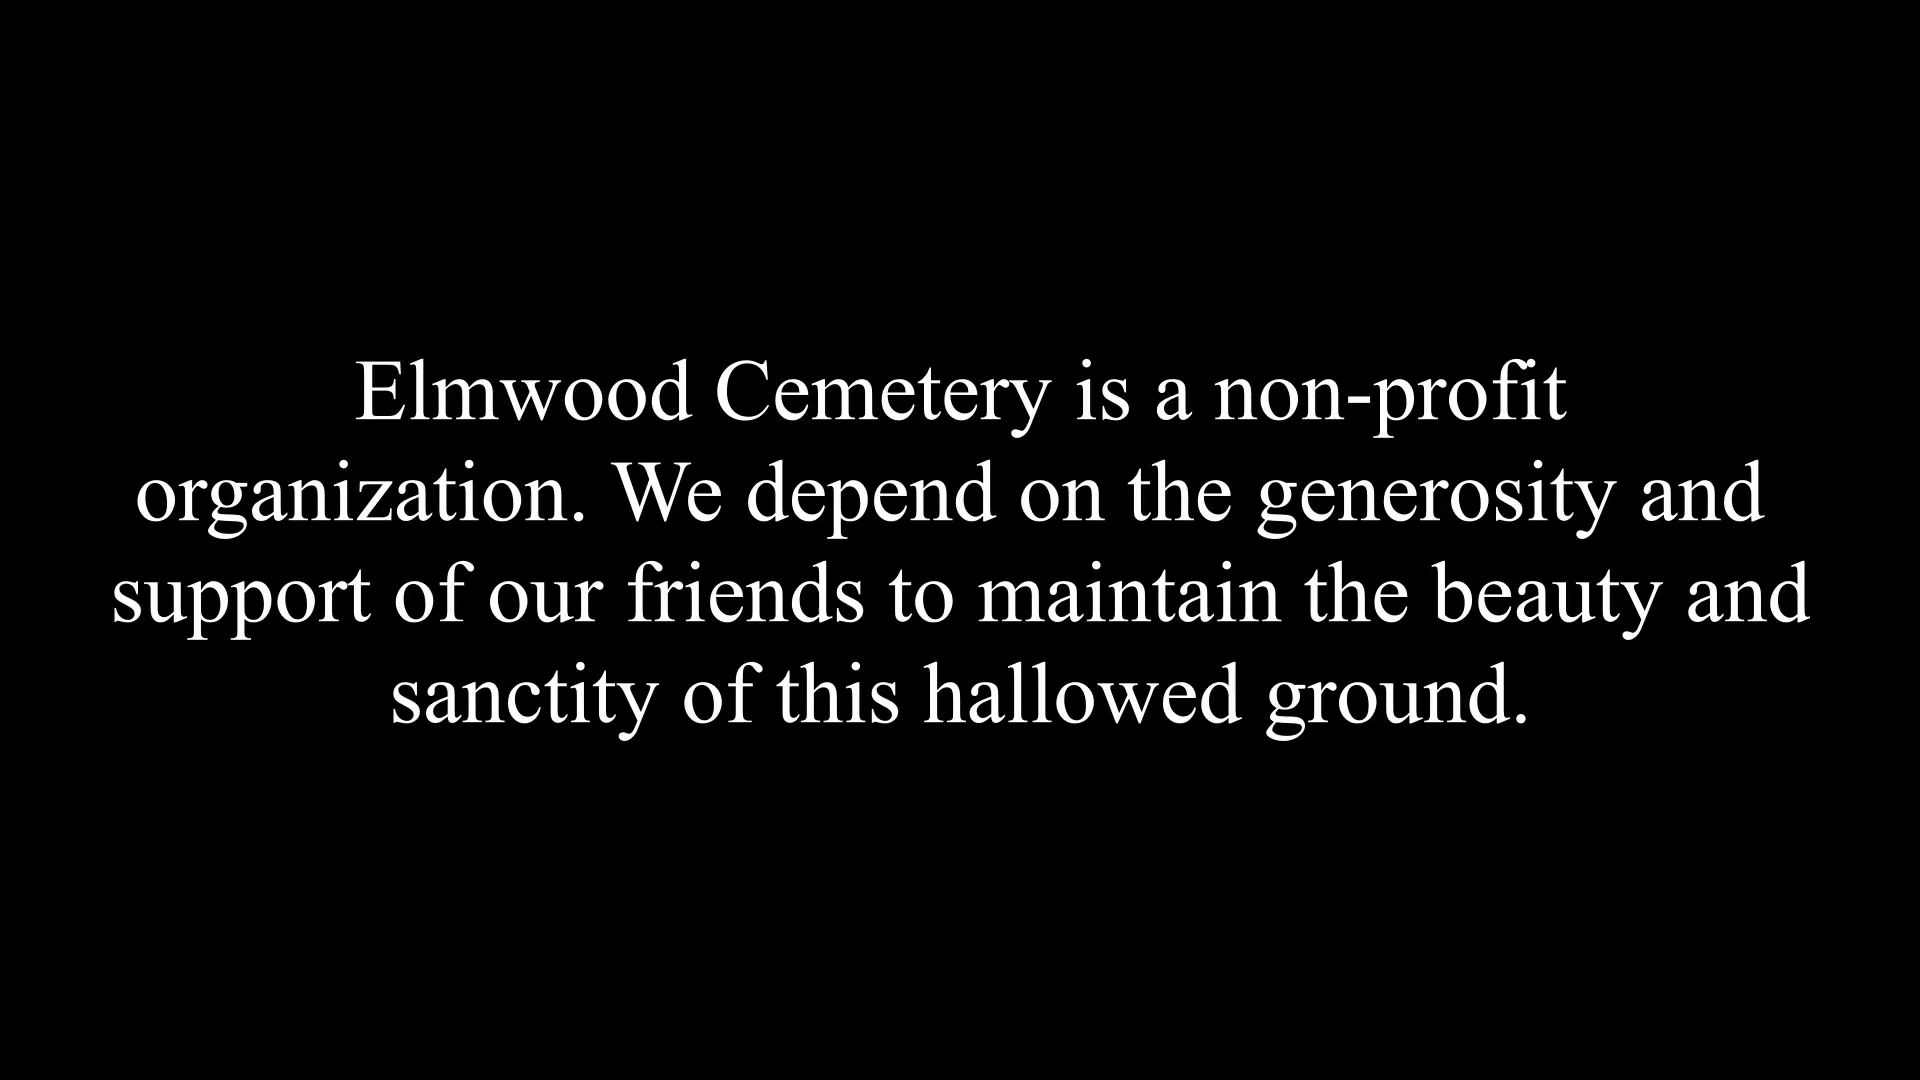 Elmwood Cemetery is a non-profit
organization. We depend on the generosity and
support of our friends to maintain the beauty and
sanctity of this hallowed ground.